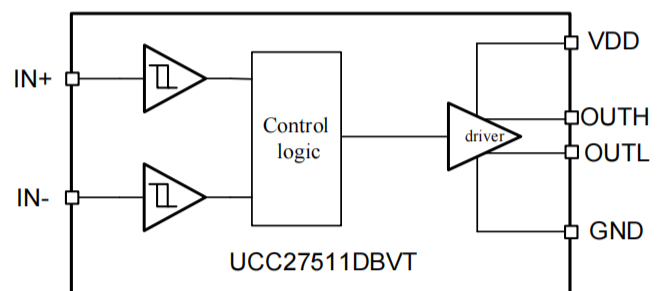 VDD
IN+
Control
logic
driver
OUTH
OUTL
IN-
GND
UCC27511DBVT